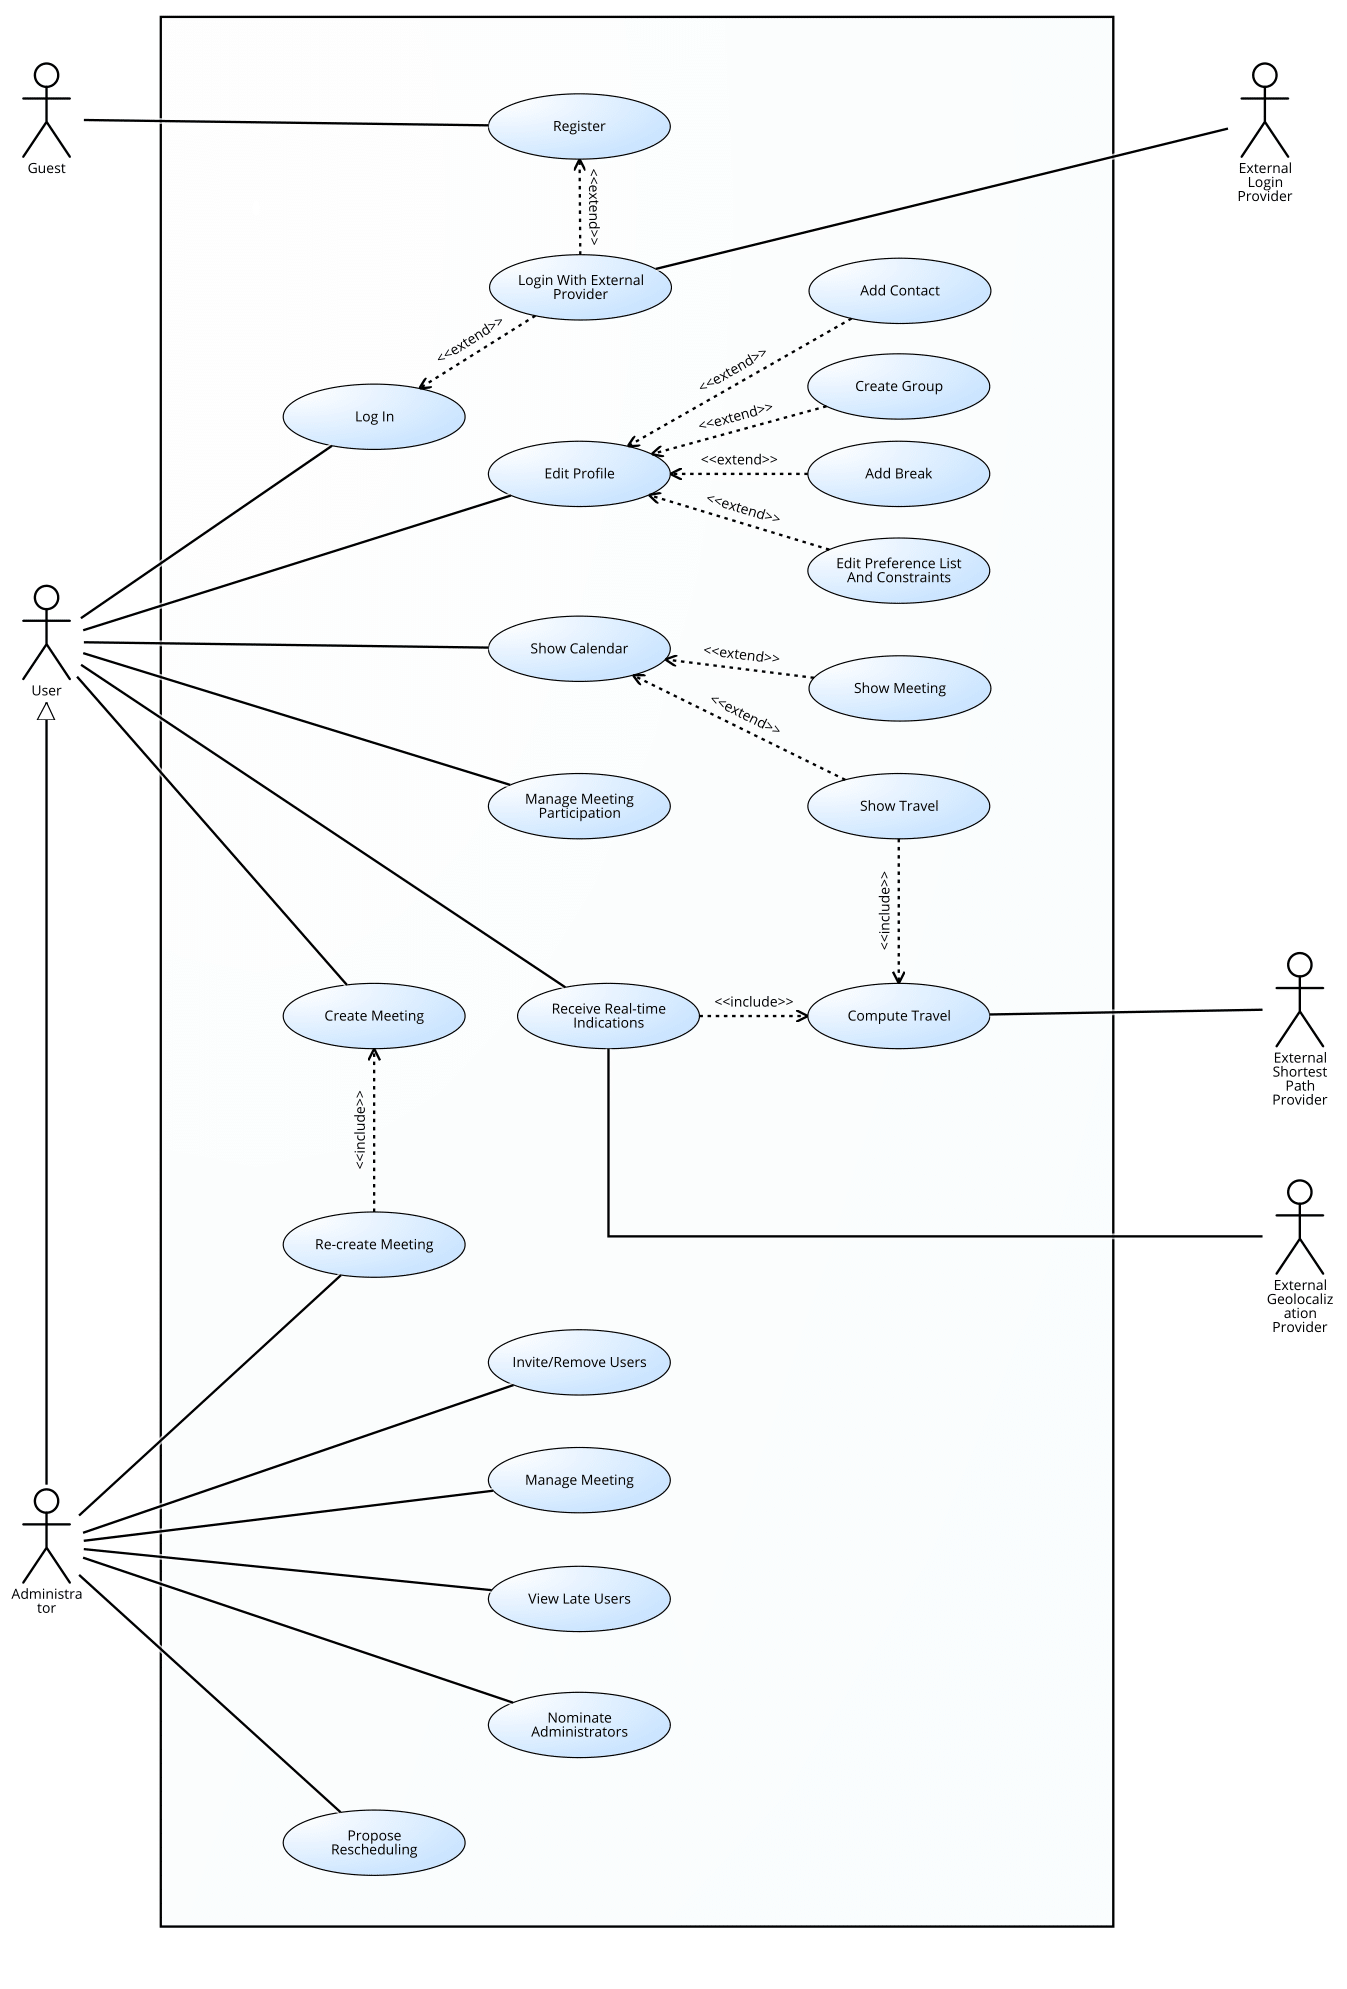 Guest
Register
External
Login
Provider
<<extend>>
Login With External
Provider
Add Contact
<<extend>>
<<extend>>
Create Group
Log In
<<extend>>
Edit Profile
<<extend>>
Add Break
<<extend>>
Edit Preference List
And Constraints
User
Show Calendar
<<extend>>
Show Meeting
<<extend>>
Manage Meeting
Participation
Show Travel
<<include>>
Create Meeting
Receive Real-time
Indications
<<include>>
Compute Travel
External
Shortest
Path
Provider
<<include>>
Re-create Meeting
External
Geolocaliz
ation
Provider
Invite/Remove Users
Manage Meeting
Administra
tor
View Late Users
Nominate
Administrators
Propose
Rescheduling